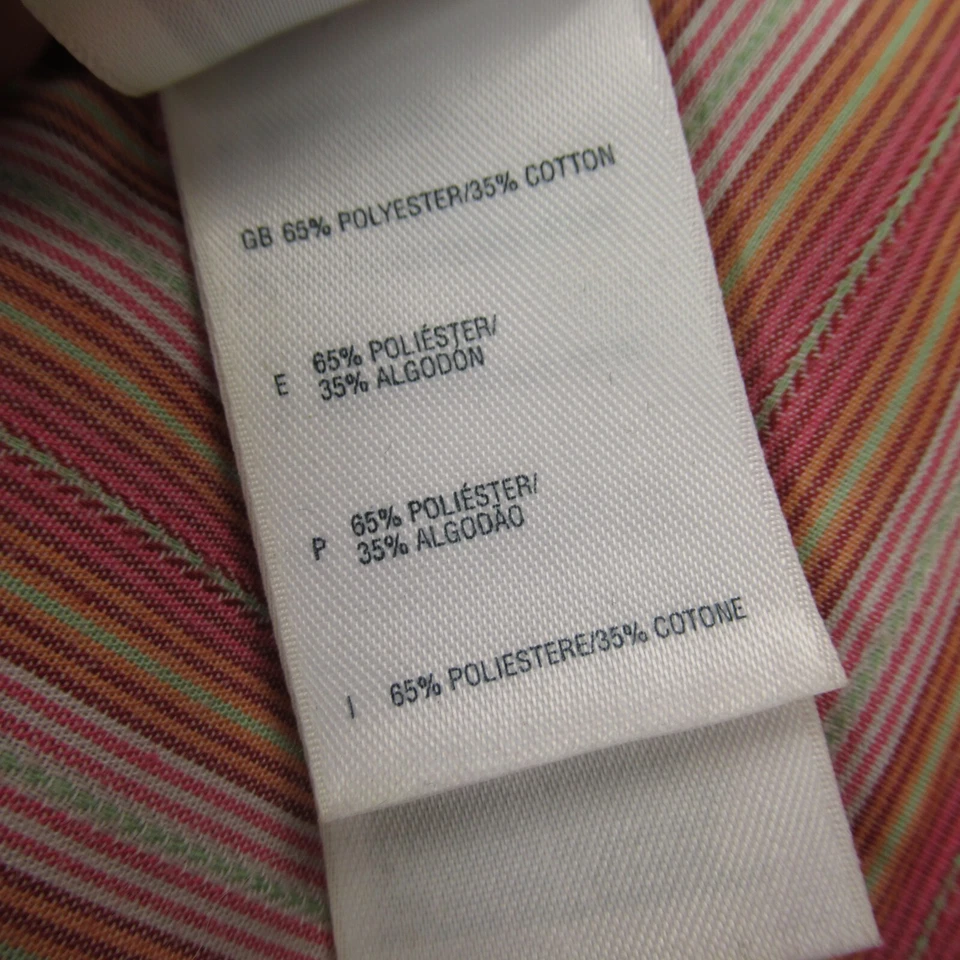 GB 65% POLYESTER/35% COTTON
E 65% POLIÉSTER/
35% ALGODÓN
P 65% POLIÉSTER/
35% ALGODÃO
I 65% POLIESTERE/35% COTONE